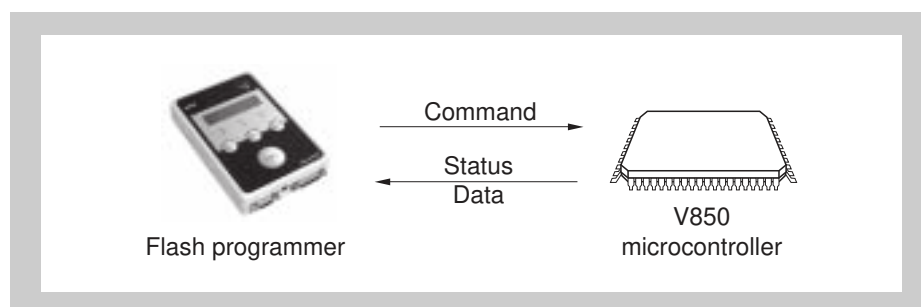 Command
Status
Data
Flash programmer
V850
microcontroller